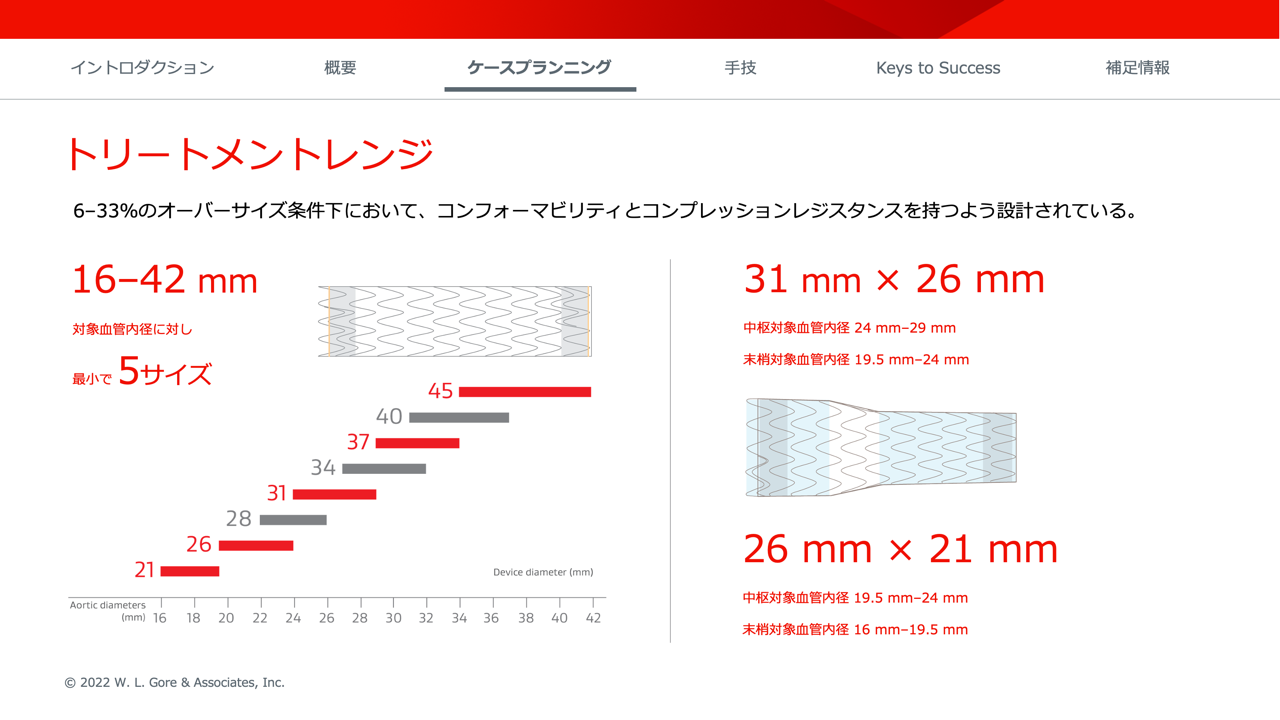 イントロダクション
概要
ケースプランニング
手技
Keys to Success
補足情報
トリートメントレンジ
6–33%のオーバーサイズ条件下において、コンフォーマビリティとコンプレッションレジスタンスを持つよう設計されている。
16–42 mm
対象血管内径に対し
最小で 5サイズ
45
40
37
34
31
28
26
21
Device diameter (mm)
Aortic diameters
(mm) 16 18 20 22 24 26 28 30 32 34 36 38 40 42
31 mm × 26 mm
中枢対象血管内径 24 mm–29 mm
末梢対象血管内径 19.5 mm–24 mm
26 mm × 21 mm
中枢対象血管内径 19.5 mm–24 mm
末梢対象血管内径 16 mm–19.5 mm
© 2022 W. L. Gore & Associates, Inc.